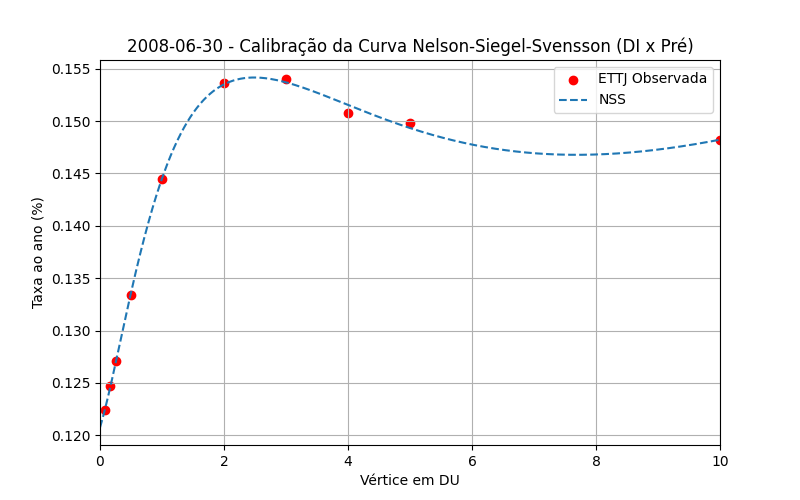 2008-06-30 - Calibração da Curva Nelson-Siegel-Svensson (DI x Pré)
ETTJ Observada
NSS
Taxa ao ano (%)
0.155
0.150
0.145
0.140
0.135
0.130
0.125
0.120
0
2
4
6
8
10
Vértice em DU